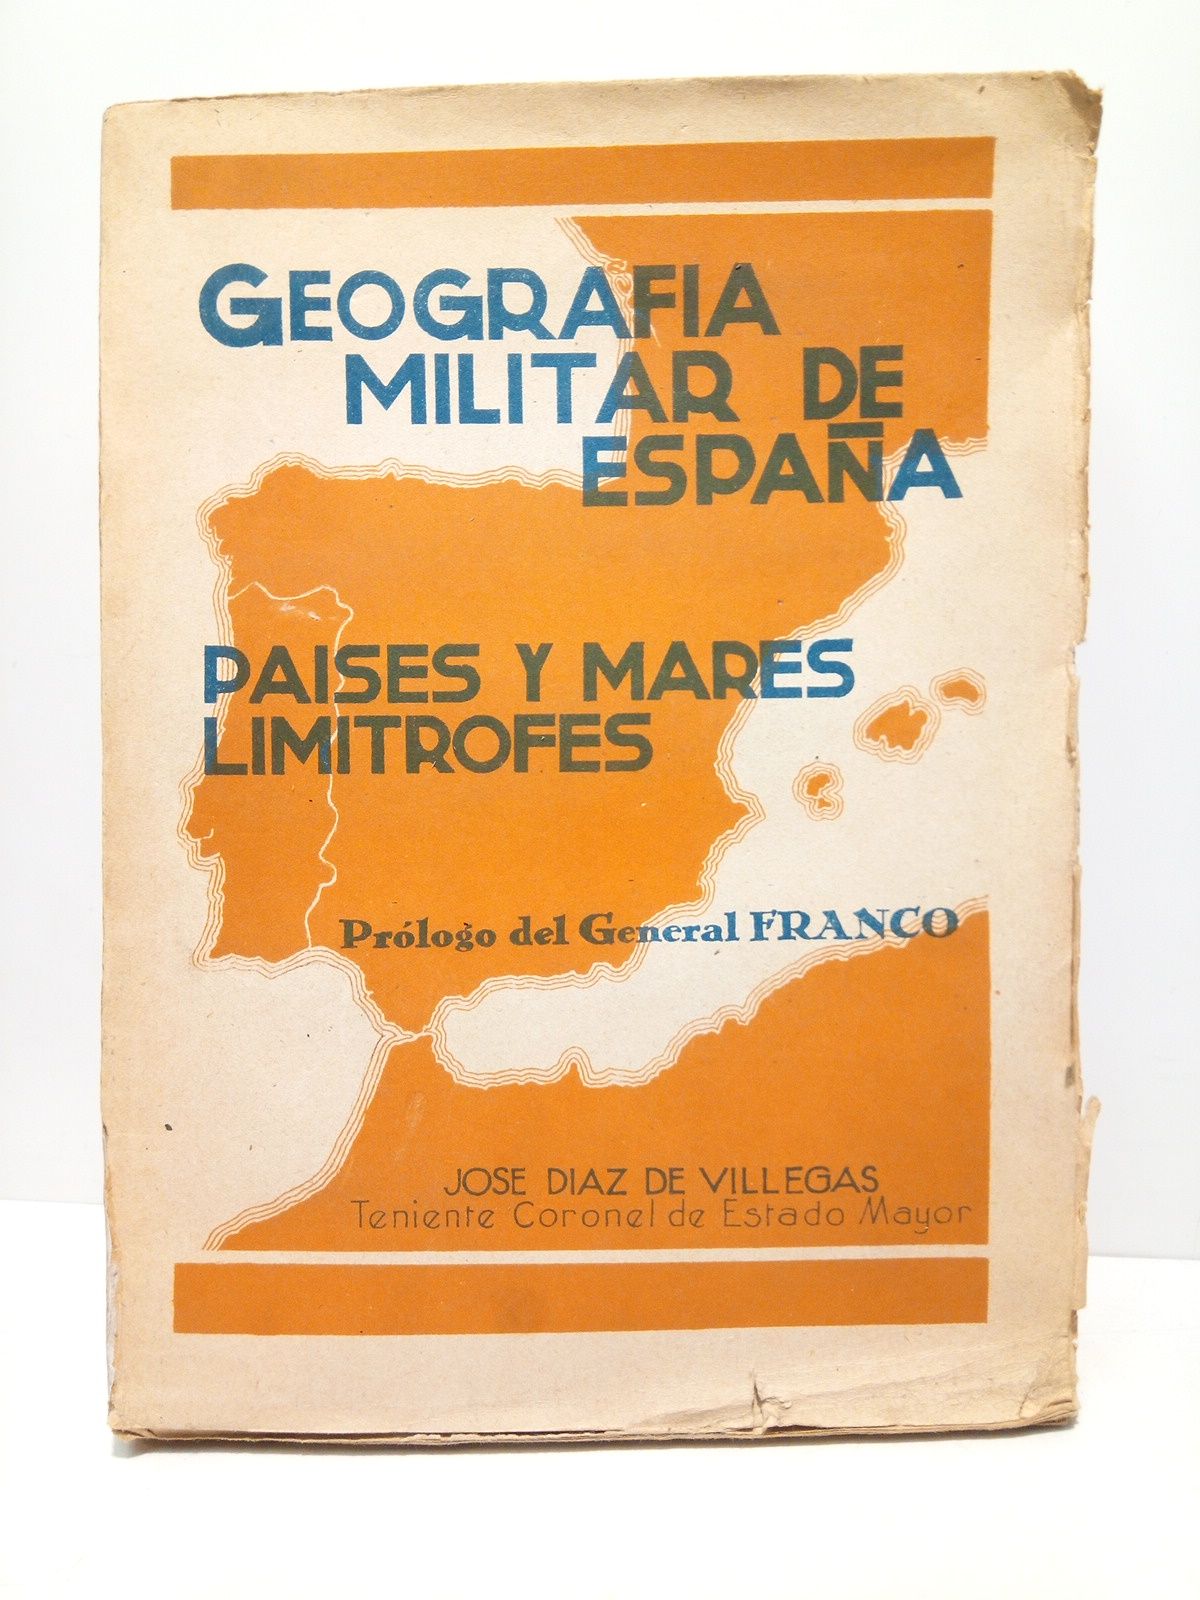 GEOGRAFIA
MILITAR DE
ESPAÑA
PAISES Y MARES
LIMITROFES
Prólogo del General FRANCO
JOSE DIAZ DE VILLEGAS
Teniente Coronel de Estado Mayor